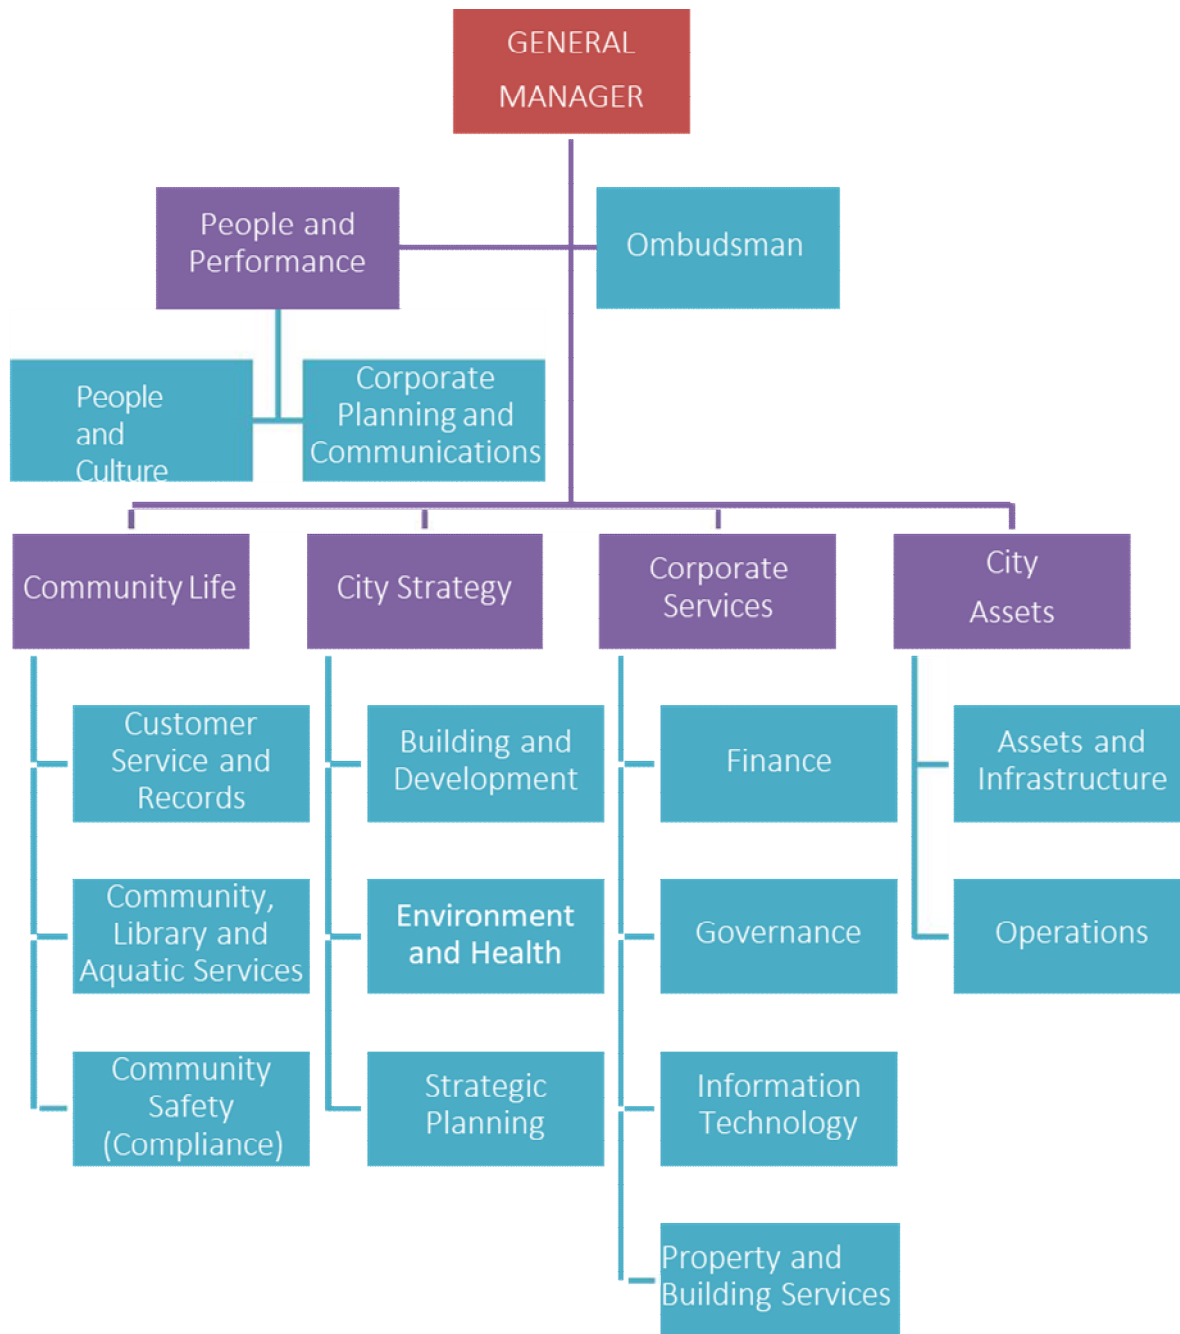 GENERAL
MANAGER
People and
Performance
Ombudsman
People
and
Culture
Corporate
Planning and
Communications
Community Life
City Strategy
Corporate
Services
City
Assets
Customer
Service and
Records
Building and
Development
Finance
Assets and
Infrastructure
Community,
Library and
Aquatic Services
Environment
and Health
Governance
Operations
Community
Safety
(Compliance)
Strategic
Planning
Information
Technology
Property and
Building Services